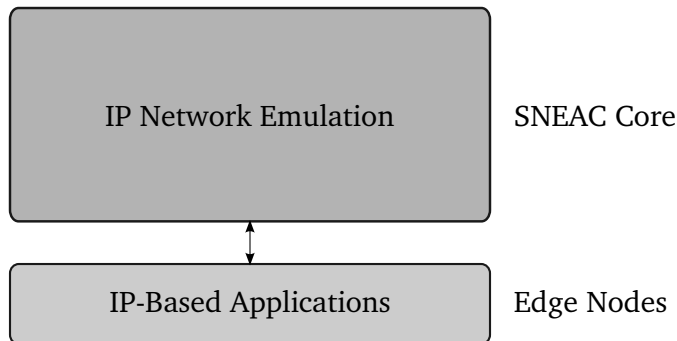 IP Network Emulation
SNEAC Core
IP-Based Applications
Edge Nodes